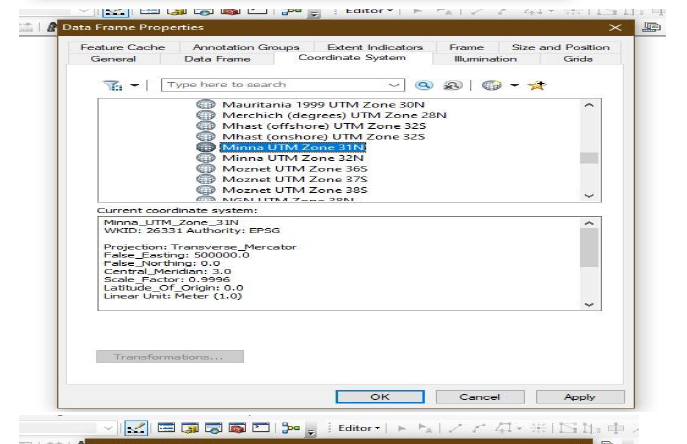 Editor
Data Frame Properties
Feature Cache Annotation Groups Extent Indicators Frame Size and Position
General Data Frame Coordinate System Illumination Grids
Type here to search
Mauritania 1999 UTM Zone 30N
Merchich (degrees) UTM Zone 28N
Mhast (offshore) UTM Zone 32S
Mhast (onshore) UTM Zone 32S
Minna UTM Zone 31N
Minna UTM Zone 32N
Moznet UTM Zone 36S
Moznet UTM Zone 37S
Moznet UTM Zone 38S
NGN UTM Zone 38N
Current coordinate system:
Minna_UTM_Zone_31N
WKID: 26331 Authority: EPSG
Projection: Transverse_Mercator
False_Easting: 500000.0
False_Northing: 0.0
Central_Meridian: 3.0
Scale_Factor: 0.9996
Latitude_Of_Origin: 0.0
Linear Unit: Meter (1.0)
Transformations...
OK Cancel Apply
Editor